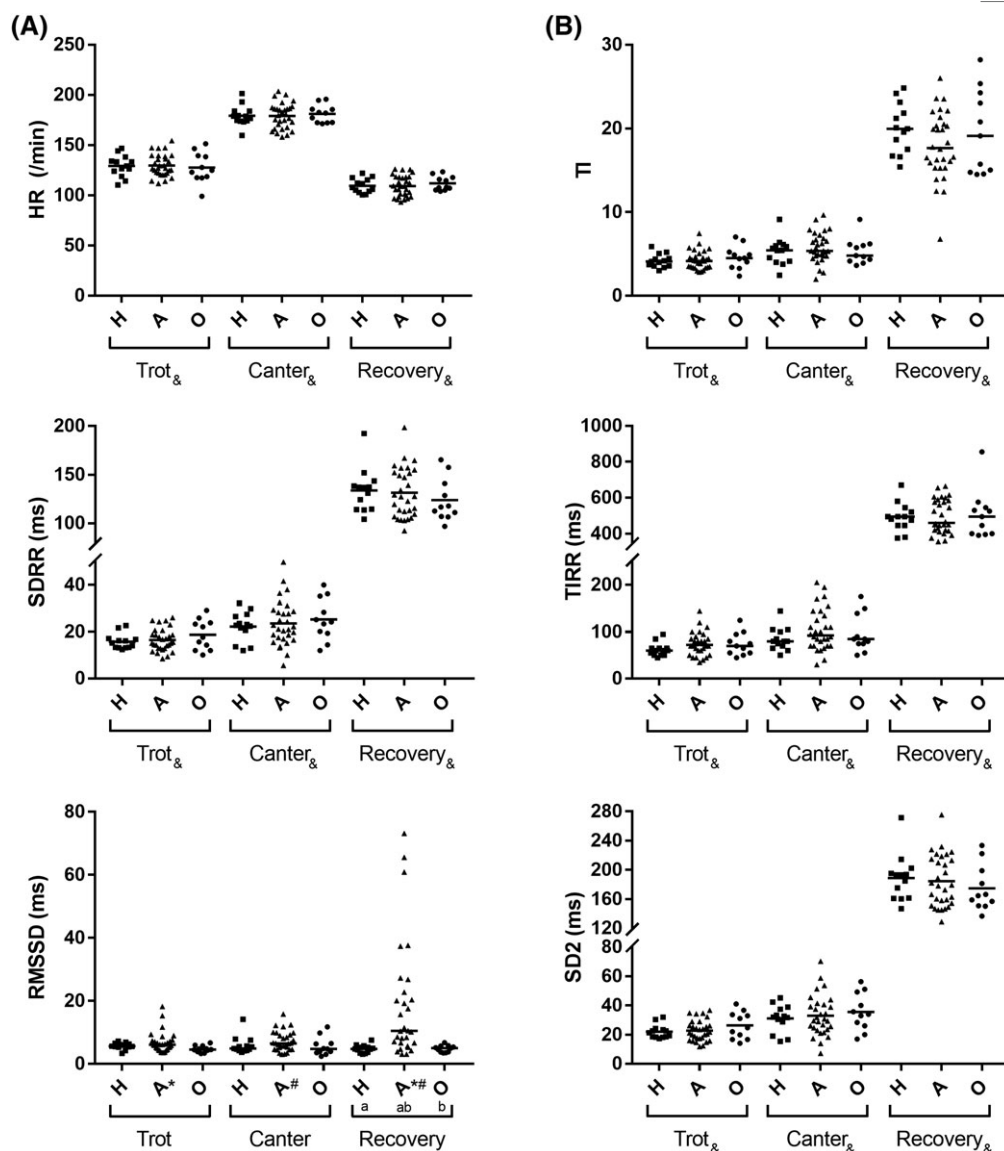 (A)
250
200
150
100
50
0
HR (/min)
H A O H A O H A O
Trot& Canter& Recovery&
200
150
100
40
20
0
SDRR (ms)
H A O H A O H A O
Trot& Canter& Recovery&
80
60
40
20
0
RMSSD (ms)
H A* O H A# O H A*# O
a ab b
Trot Canter Recovery
(B)
30
20
10
0
TI
H A O H A O H A O
Trot& Canter& Recovery&
1000
800
600
400
200
100
0
TIRR (ms)
H A O H A O H A O
Trot& Canter& Recovery&
280
240
200
160
120
80
60
40
20
0
SD2 (ms)
H A O H A O H A O
Trot& Canter& Recovery&